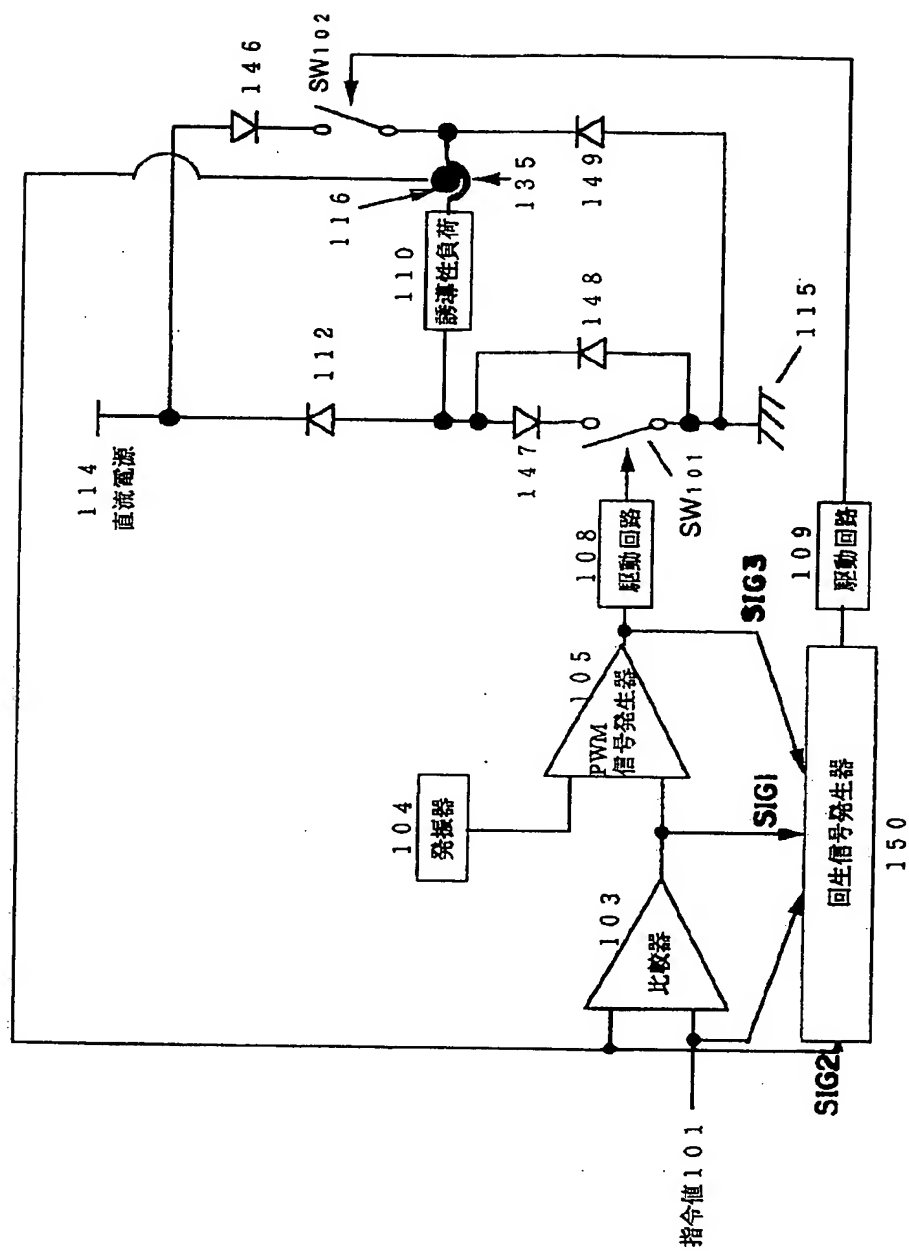 114
直流電源
146
SW102
112
116
110
誘導性負荷
135
149
148
147
SW101
115
108
駆動回路
109
駆動回路
SIG3
105
PWM
信号発生器
104
発振器
SIG1
103
比較器
回生信号発生器
150
SIG2
指令値101